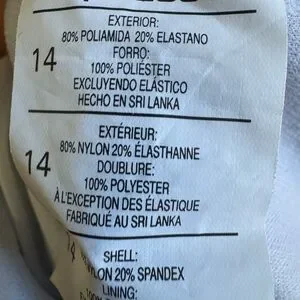 EXTERIOR:
80% POLIAMIDA 20% ELASTANO
FORRO:
14
100% POLIÉSTER
EXCLUYENDO ELÁSTICO
HECHO EN SRI LANKA
EXTÉRIEUR:
80% NYLON 20% ÉLASTHANNE
14
DOUBLURE:
100% POLYESTER
À L'EXCEPTION DES ÉLASTIQUE
FABRIQUÉ AU SRI LANKA
14
SHELL:
20% SPANDEX
LINING: